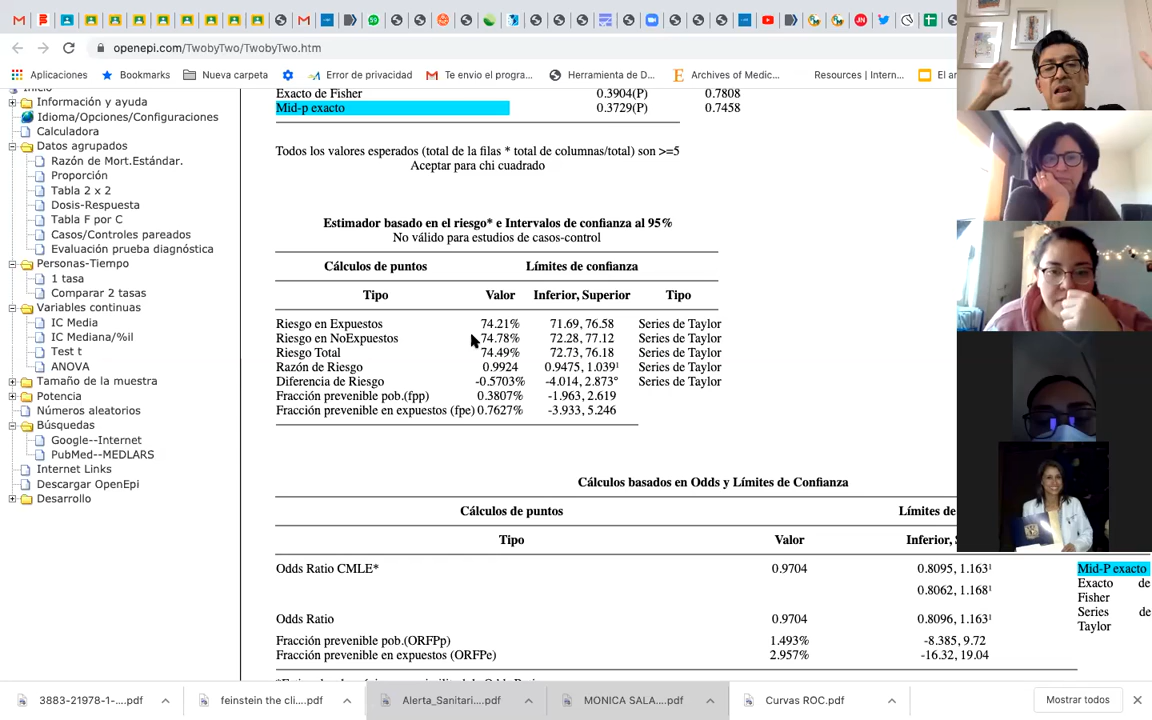 openepi.com/TwobyTwo/TwobyTwo.htm
Aplicaciones Bookmarks Nueva carpeta Error de privacidad Te envio el progra... Herramienta de D... Archives of Medic... Resources | Intern... El ar
Inicio
Información y ayuda
Idioma/Opciones/Configuraciones
Calculadora
Datos agrupados
Razón de Mort.Estándar.
Proporción
Tabla 2 x 2
Dosis-Respuesta
Tabla F por C
Casos/Controles pareados
Evaluación prueba diagnóstica
Personas-Tiempo
1 tasa
Comparar 2 tasas
Variables continuas
IC Media
IC Mediana/%il
Test t
ANOVA
Tamaño de la muestra
Potencia
Números aleatorios
Búsquedas
Google--Internet
PubMed--MEDLARS
Internet Links
Descargar OpenEpi
Desarrollo
Exacto de Fisher 0.3904(P) 0.7808
Mid-p exacto 0.3729(P) 0.7458
Todos los valores esperados (total de la filas * total de columnas/total) son >=5
Aceptar para chi cuadrado
Estimador basado en el riesgo* e Intervalos de confianza al 95%
No válido para estudios de casos-control
Cálculos de puntos Límites de confianza
Tipo Valor Inferior, Superior Tipo
Riesgo en Expuestos 74.21% 71.69, 76.58 Series de Taylor
Riesgo en NoExpuestos 74.78% 72.28, 77.12 Series de Taylor
Riesgo Total 74.49% 72.73, 76.18 Series de Taylor
Razón de Riesgo 0.9924 0.9475, 1.039¹ Series de Taylor
Diferencia de Riesgo -0.5703% -4.014, 2.873° Series de Taylor
Fracción prevenible pob.(fpp) 0.3807% -1.963, 2.619
Fracción prevenible en expuestos (fpe) 0.7627% -3.933, 5.246
Cálculos basados en Odds y Límites de Confianza
Cálculos de puntos Límites de
Tipo Valor Inferior, S
Odds Ratio CMLE* 0.9704 0.8095, 1.163¹ Mid-P exacto
0.8062, 1.168¹ Exacto de
Fisher
Odds Ratio 0.9704 0.8096, 1.163¹ Series de
Taylor
Fracción prevenible pob.(ORFPp) 1.493% -8.385, 9.72
Fracción prevenible en expuestos (ORFPe) 2.957% -16.32, 19.04
3883-21978-1-....pdf feinstein the cli....pdf Alerta_Sanitari....pdf MONICA SALA....pdf Curvas ROC.pdf Mostrar todos